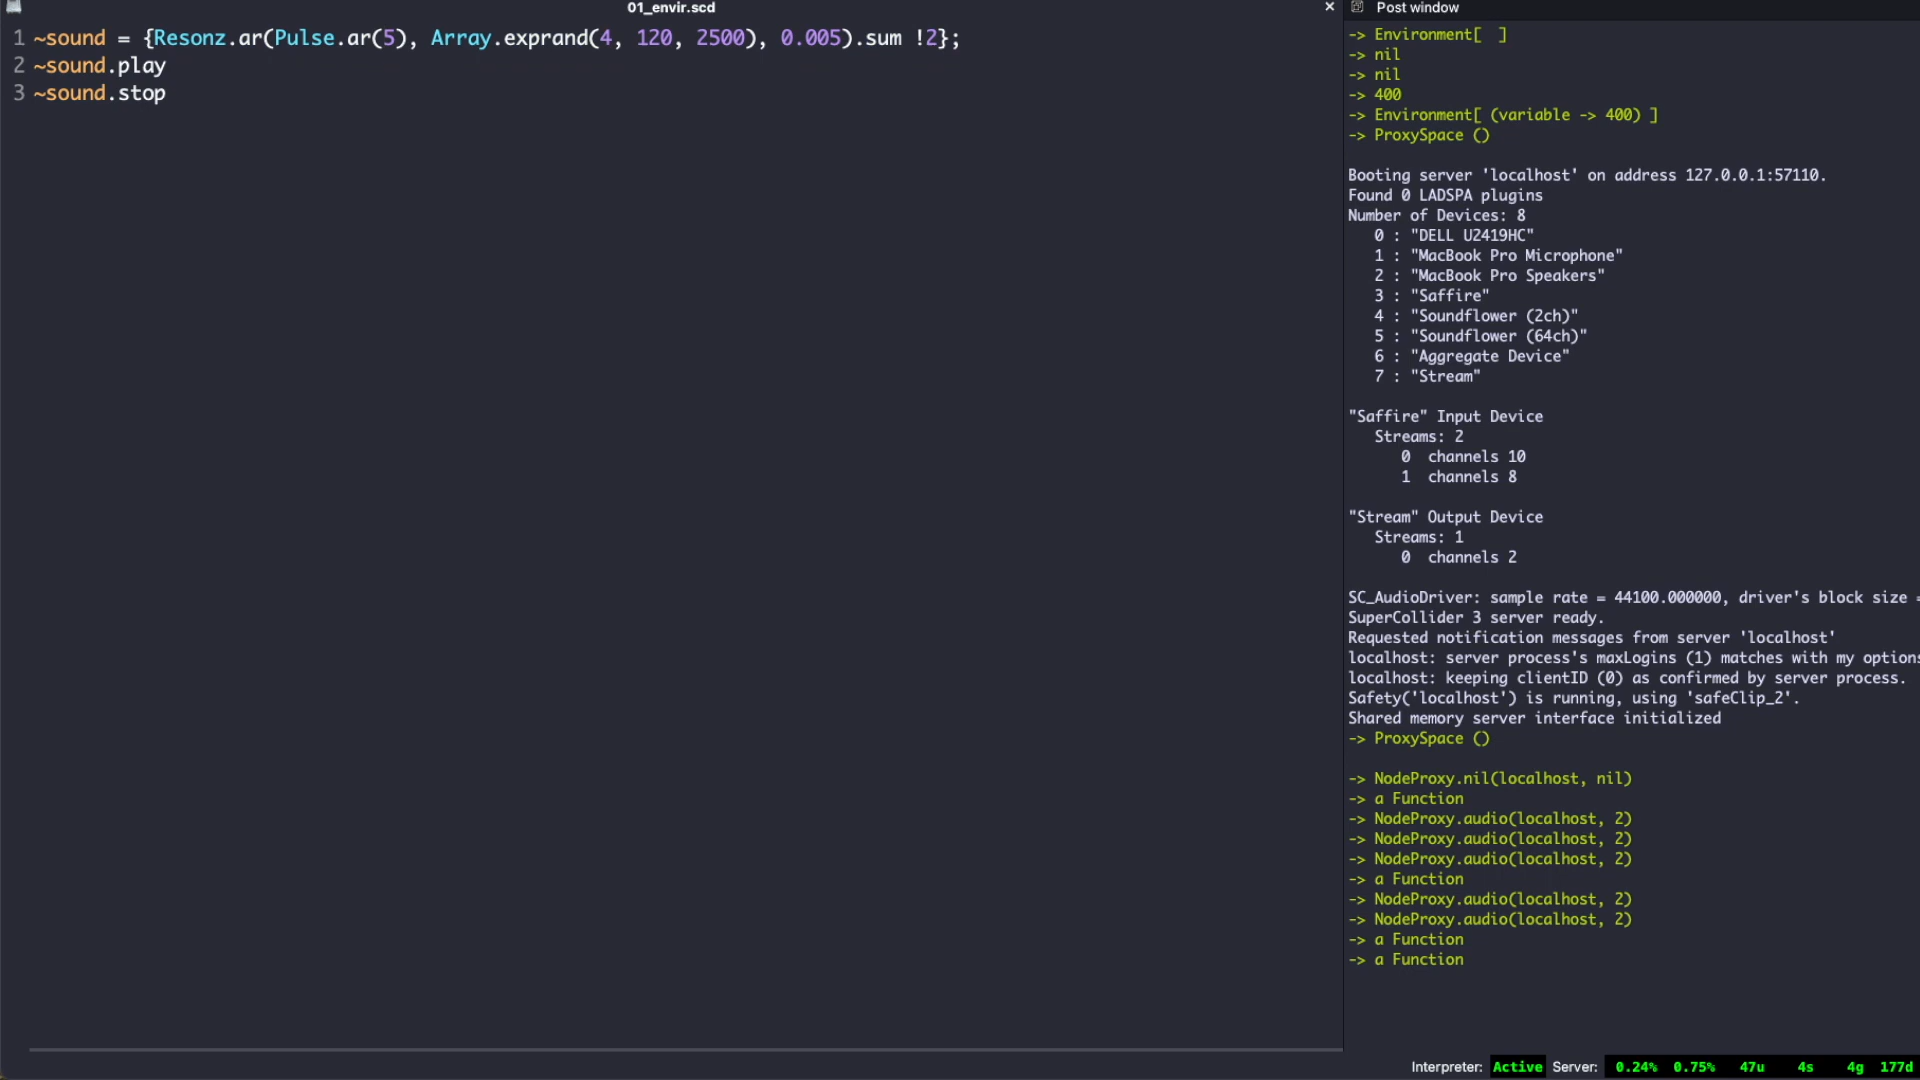 01_envir.scd
1 ~sound = {Resonz.ar(Pulse.ar(5), Array.exprand(4, 120, 2500), 0.005).sum !2};
2 ~sound.play
3 ~sound.stop
Post window
-> Environment[  ]
-> nil
-> nil
-> 400
-> Environment[ (variable -> 400) ]
-> ProxySpace ()
Booting server 'localhost' on address 127.0.0.1:57110.
Found 0 LADSPA plugins
Number of Devices: 8
0 : "DELL U2419HC"
1 : "MacBook Pro Microphone"
2 : "MacBook Pro Speakers"
3 : "Saffire"
4 : "Soundflower (2ch)"
5 : "Soundflower (64ch)"
6 : "Aggregate Device"
7 : "Stream"
"Saffire" Input Device
Streams: 2
0  channels 10
1  channels 8
"Stream" Output Device
Streams: 1
0  channels 2
SC_AudioDriver: sample rate = 44100.000000, driver's block size =
SuperCollider 3 server ready.
Requested notification messages from server 'localhost'
localhost: server process's maxLogins (1) matches with my options
localhost: keeping clientID (0) as confirmed by server process.
Safety('localhost') is running, using 'safeClip_2'.
Shared memory server interface initialized
-> ProxySpace ()
-> NodeProxy.nil(localhost, nil)
-> a Function
-> NodeProxy.audio(localhost, 2)
-> NodeProxy.audio(localhost, 2)
-> NodeProxy.audio(localhost, 2)
-> a Function
-> NodeProxy.audio(localhost, 2)
-> NodeProxy.audio(localhost, 2)
-> a Function
-> a Function
Interpreter: Active Server: 0.24% 0.75% 47u 4s 4g 177d